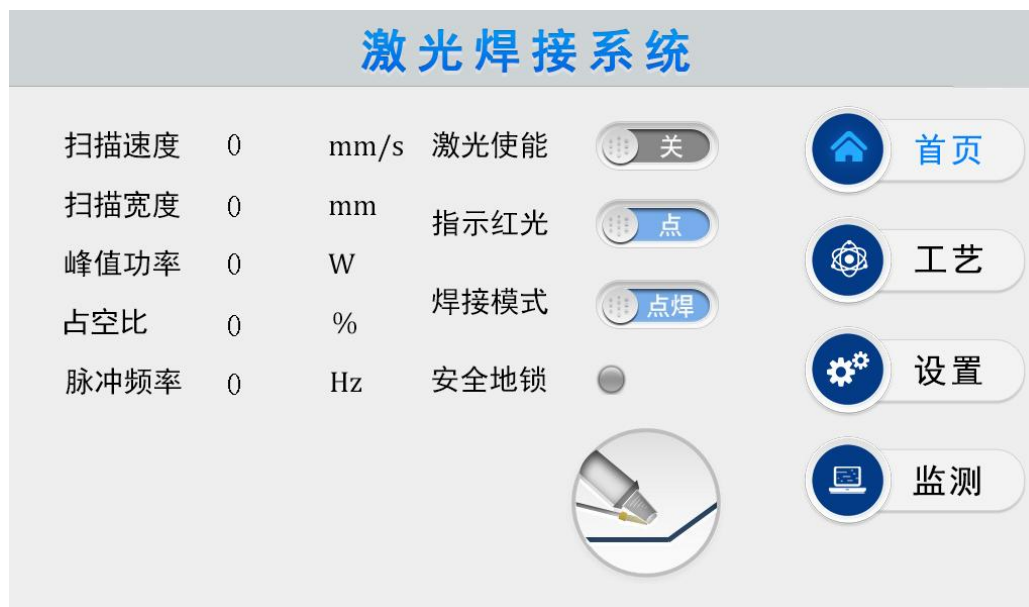 激光焊接系统
扫描速度 0 mm/s
扫描宽度 0 mm
峰值功率 0 W
占空比 0 %
脉冲频率 0 Hz
激光使能 关
指示红光 点
焊接模式 点焊
安全地锁
首页
工艺
设置
监测